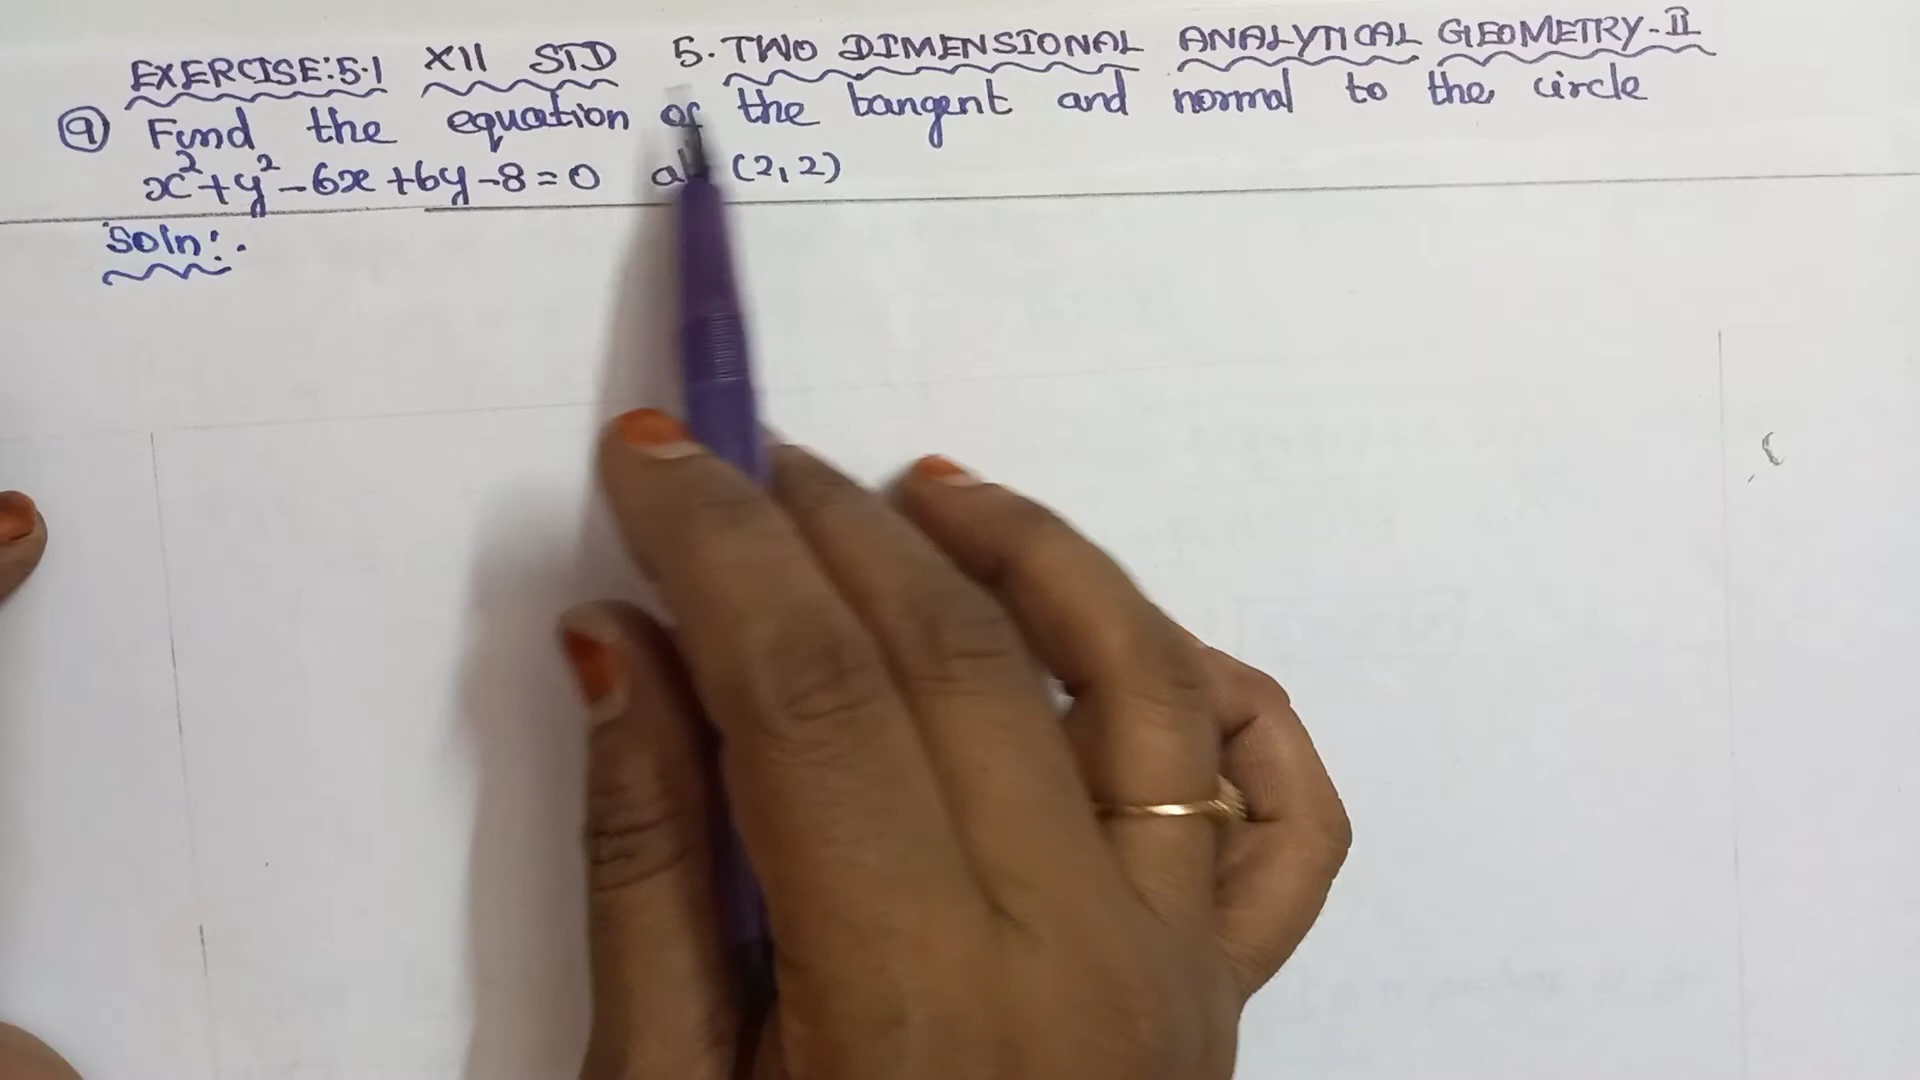 EXERCISE:5.1 XII STD 5. TWO DIMENSIONAL ANALYTICAL GEOMETRY-II
⑨ Find the equation of the tangent and normal to the circle
x²+y²-6x+6y-8=0 at (2,2)
Soln:.